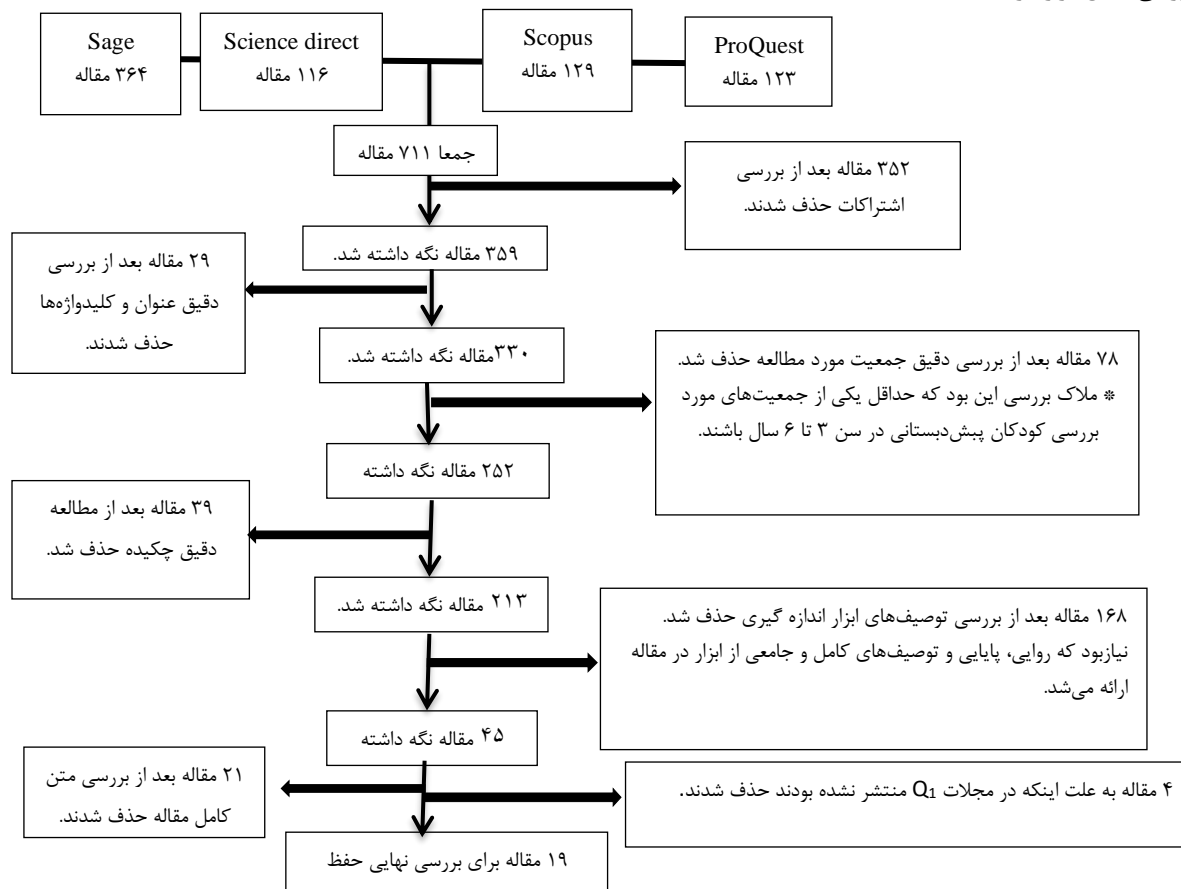 Sage
۳۶۴ مقاله
Science direct
۱۱۶ مقاله
Scopus
۱۲۹ مقاله
ProQuest
۱۲۳ مقاله
جمعا ۷۱۱ مقاله
۳۵۲ مقاله بعد از بررسی
اشتراکات حذف شدند.
۳۵۹ مقاله نگه داشته شد.
۲۹ مقاله بعد از بررسی
دقیق عنوان و کلیدواژه‌ها
حذف شدند.
۳۳۰مقاله نگه داشته شد.
۷۸ مقاله بعد از بررسی دقیق جمعیت مورد مطالعه حذف شد.
* ملاک بررسی این بود که حداقل یکی از جمعیت‌های مورد
بررسی کودکان پبش‌دبستانی در سن ۳ تا ۶ سال باشند.
۲۵۲ مقاله نگه داشته
۳۹ مقاله بعد از مطالعه
دقیق چکیده حذف شد.
۲۱۳ مقاله نگه داشته شد.
۱۶۸ مقاله بعد از بررسی توصیف‌های ابزار اندازه گیری حذف شد.
نیازبود که روایی، پایایی و توصیف‌های کامل و جامعی از ابزار در مقاله
ارائه می‌شد.
۴۵ مقاله نگه داشته
۲۱ مقاله بعد از بررسی متن
کامل مقاله حذف شدند.
۴ مقاله به علت اینکه در مجلات Q1 منتشر نشده بودند حذف شدند.
۱۹ مقاله برای بررسی نهایی حفظ